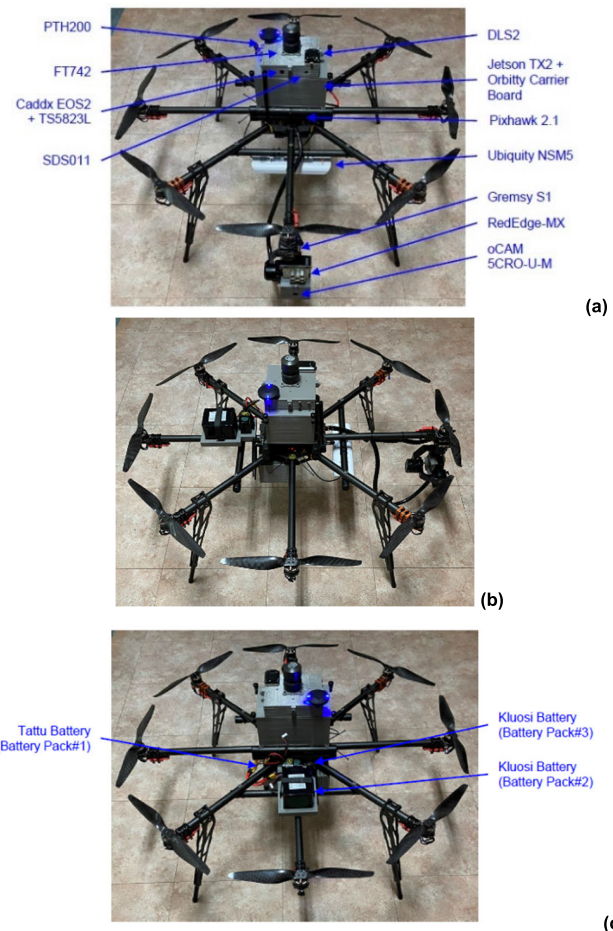 PTH200
FT742
Caddx EOS2
+ TS5823L
SDS011
DLS2
Jetson TX2 +
Orbitty Carrier
Board
Pixhawk 2.1
Ubiquity NSM5
Gremsy S1
RedEdge-MX
oCAM
5CRO-U-M
(a)
(b)
Tattu Battery
(Battery Pack#1)
Kluosi Battery
(Battery Pack#3)
Kluosi Battery
(Battery Pack#2)
(c